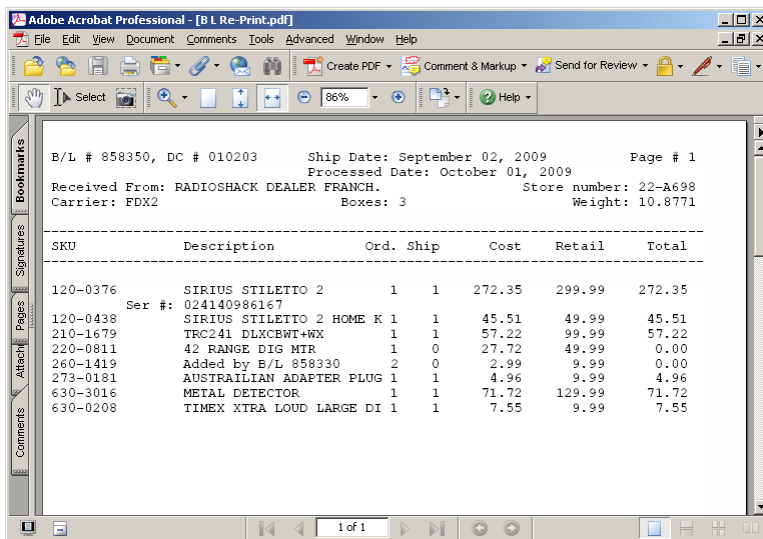 Adobe Acrobat Professional - [B L Re-Print.pdf]
File Edit View Document Comments Tools Advanced Window Help
Create PDF Comment & Markup Send for Review
Select 86% Help
Bookmarks
Signatures
Pages
Attachm
Comments
B/L # 858350, DC # 010203 Ship Date: September 02, 2009 Page # 1
Processed Date: October 01, 2009
Received From: RADIOSHACK DEALER FRANCH. Store number: 22-A698
Carrier: FDX2 Boxes: 3 Weight: 10.8771
SKU Description Ord. Ship Cost Retail Total
120-0376 SIRIUS STILETTO 2 1 1 272.35 299.99 272.35
Ser #: 024140986167
120-0438 SIRIUS STILETTO 2 HOME K 1 1 45.51 49.99 45.51
210-1679 TRC241 DLXCBWT+WX 1 1 57.22 99.99 57.22
220-0811 42 RANGE DIG MTR 1 0 27.72 49.99 0.00
260-1419 Added by B/L 858330 2 0 2.99 9.99 0.00
273-0181 AUSTRAILIAN ADAPTER PLUG 1 1 4.96 9.99 4.96
630-3016 METAL DETECTOR 1 1 71.72 129.99 71.72
630-0208 TIMEX XTRA LOUD LARGE DI 1 1 7.55 9.99 7.55
1 of 1